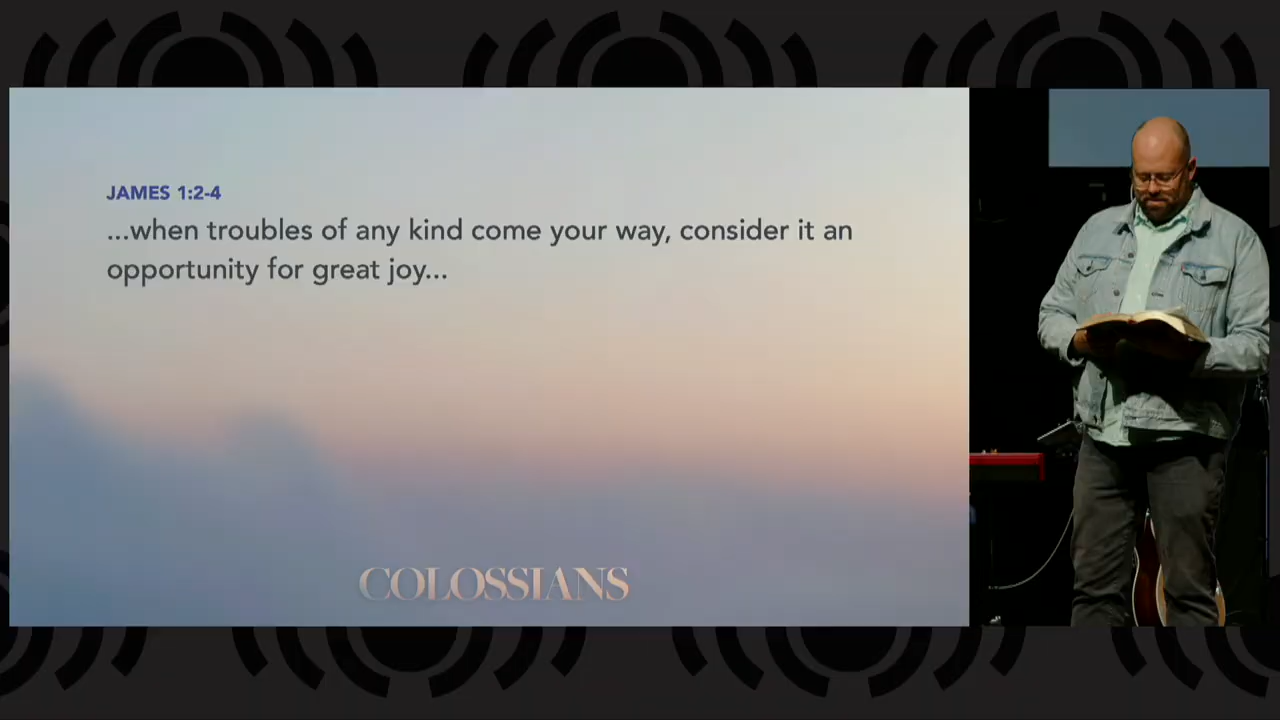 JAMES 1:2-4
...when troubles of any kind come your way, consider it an
opportunity for great joy...
COLOSSIANS